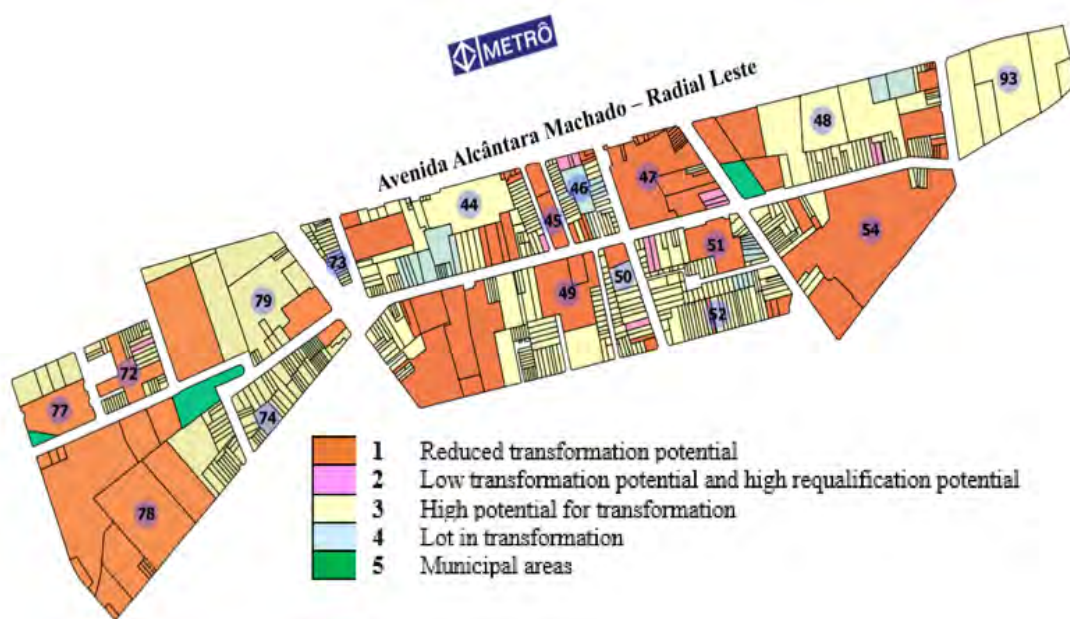 METRÔ
Avenida Alcântara Machado – Radial Leste
93
48
47
46
44
45
54
51
73
50
49
79
52
72
77
74
78
1 Reduced transformation potential
2 Low transformation potential and high requalification potential
3 High potential for transformation
4 Lot in transformation
5 Municipal areas